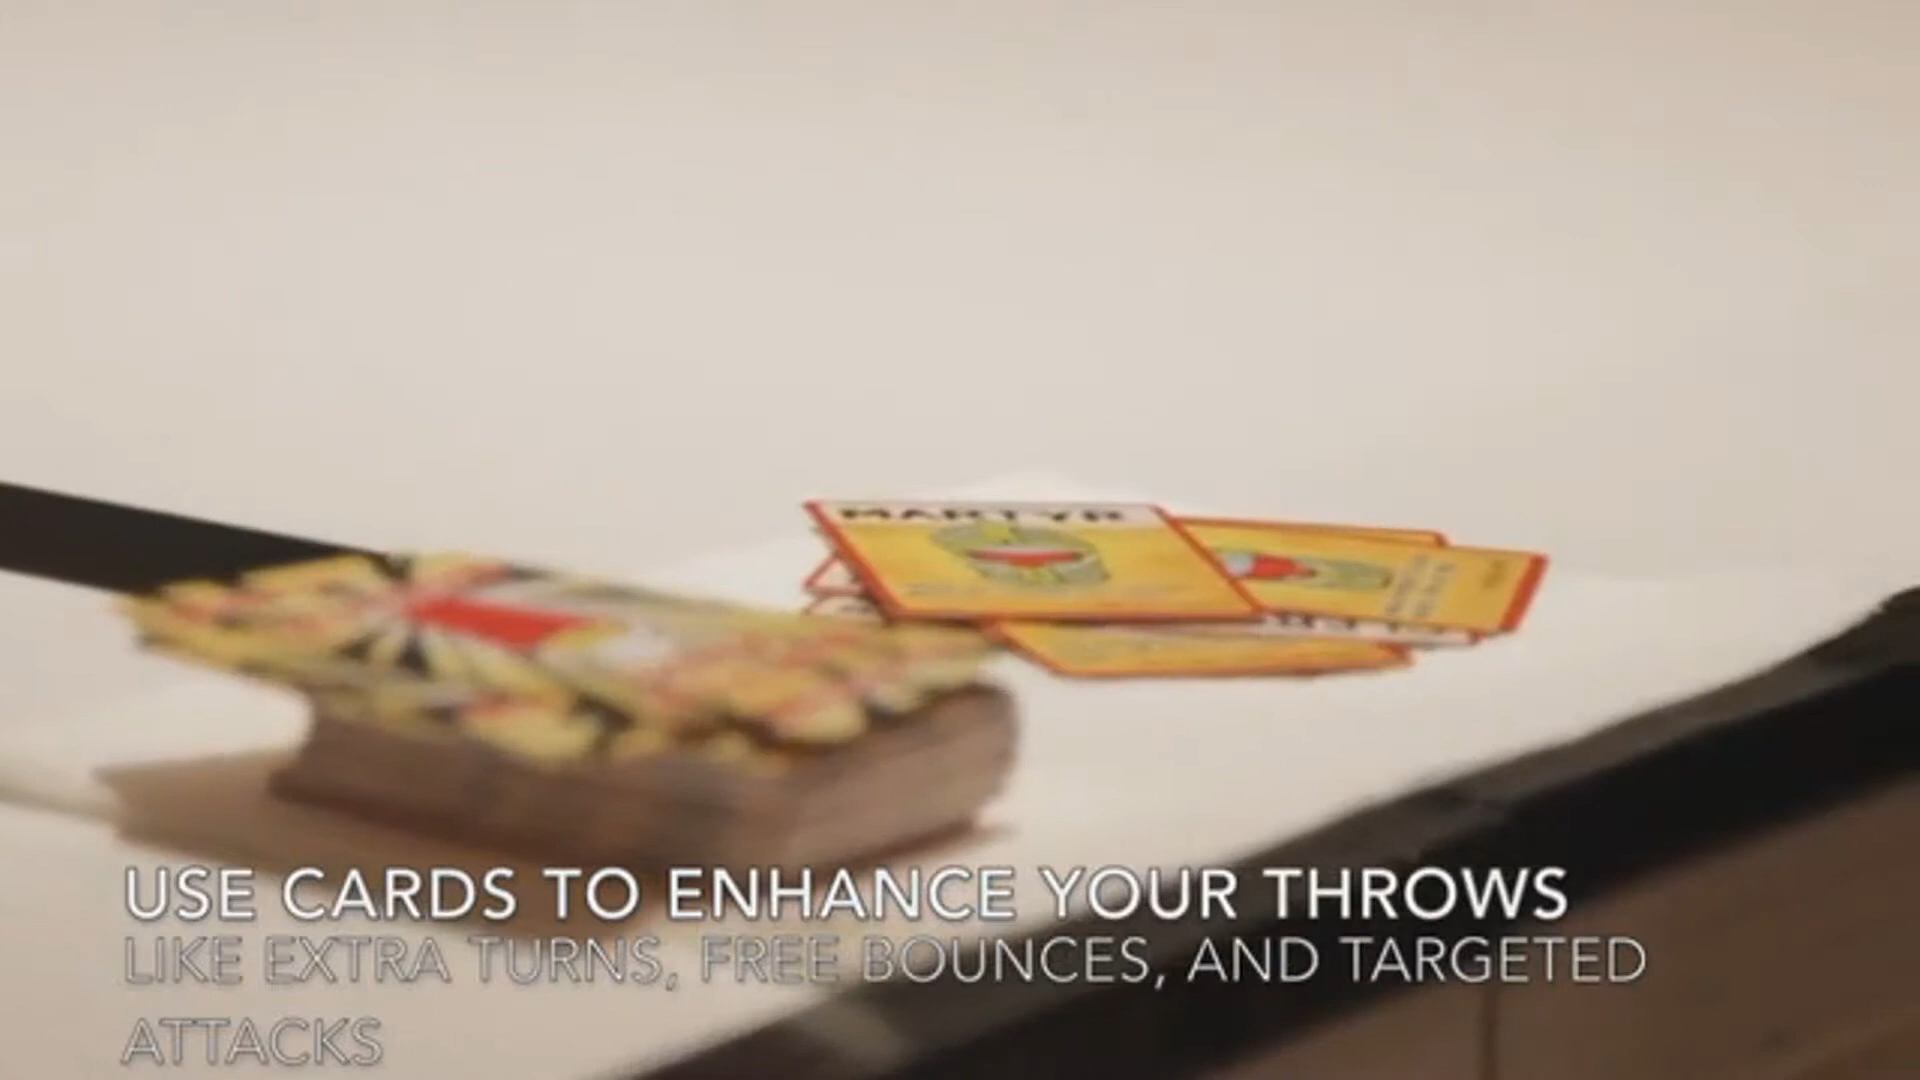 MARTYR
USE CARDS TO ENHANCE YOUR THROWS
LIKE EXTRA TURNS, FREE BOUNCES, AND TARGETED
ATTACKS